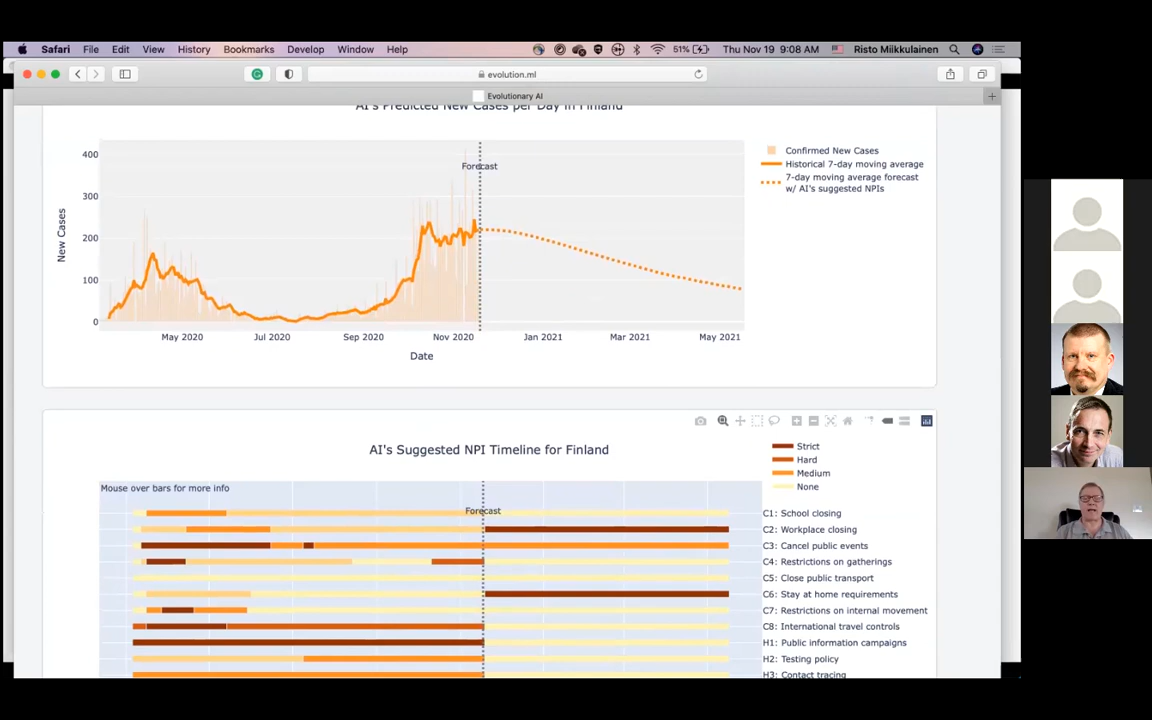 Safari File Edit View History Bookmarks Develop Window Help 51% Thu Nov 19 9:08 AM Risto Miikkulainen
evolution.ml
Evolutionary AI
AI's Predicted New Cases per Day in Finland
400
300
200
100
0
New Cases
Forecast
May 2020 Jul 2020 Sep 2020 Nov 2020 Jan 2021 Mar 2021 May 2021
Date
Confirmed New Cases
Historical 7-day moving average
7-day moving average forecast
w/ AI's suggested NPIs
AI's Suggested NPI Timeline for Finland
Strict
Hard
Medium
None
Mouse over bars for more info
Forecast
C1: School closing
C2: Workplace closing
C3: Cancel public events
C4: Restrictions on gatherings
C5: Close public transport
C6: Stay at home requirements
C7: Restrictions on internal movement
C8: International travel controls
H1: Public information campaigns
H2: Testing policy
H3: Contact tracing